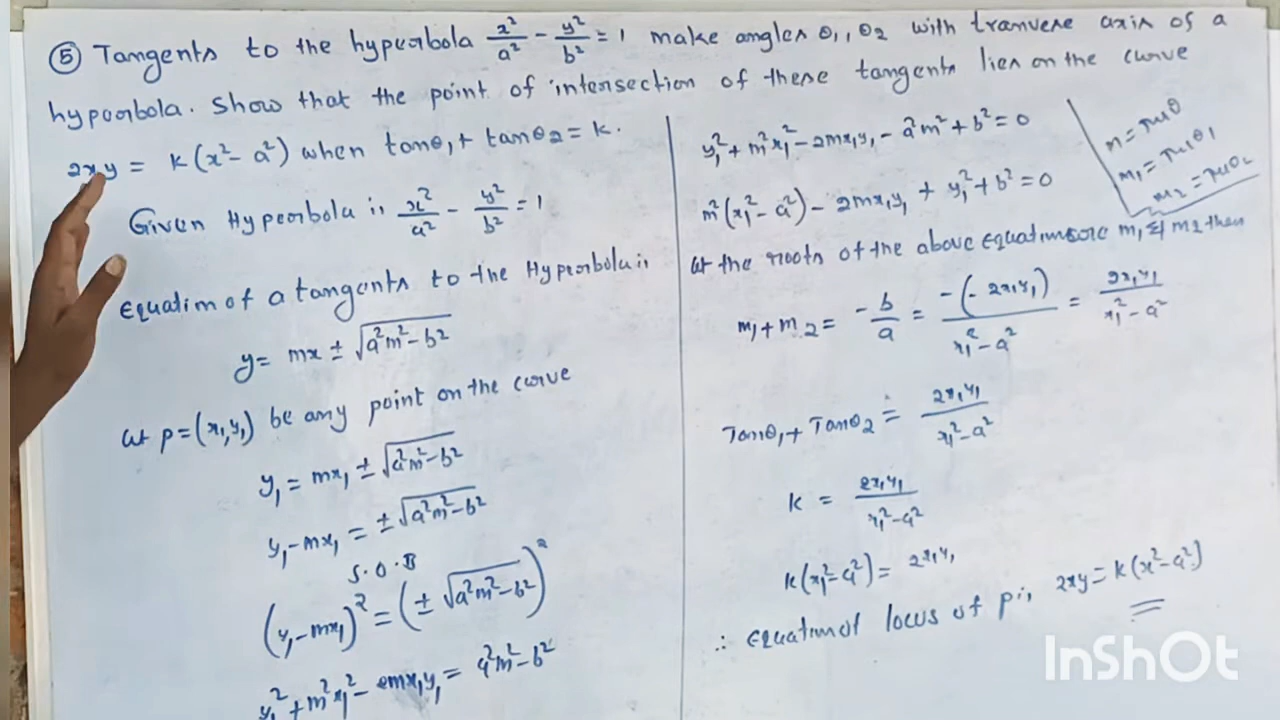 ⑤ Tangents to the hyperbola x²/a² - y²/b² = 1 make angles θ₁, θ₂ with tranverse axis of a
hyperbola. Show that the point of intersection of these tangents lies on the curve
2xy = k(x² - a²) when tanθ₁ + tanθ₂ = k.
Given Hyperbola is x²/a² - y²/b² = 1
Equation of a tangents to the Hyperbola is
y = mx ± √(a²m² - b²)
let p = (x₁, y₁) be any point on the curve
y₁ = mx₁ ± √(a²m² - b²)
y₁ - mx₁ = ± √(a²m² - b²)
S.O.B
(y₁ - mx₁)² = (± √(a²m² - b²))²
y₁² + m²x₁² - 2mx₁y₁ = a²m² - b²
y₁² + m²x₁² - 2mx₁y₁ - a²m² + b² = 0
m²(x₁² - a²) - 2mx₁y₁ + y₁² + b² = 0
m = tanθ
m₁ = tanθ₁
m₂ = tanθ₂
let the roots of the above equations are m₁ & m₂ then
m₁ + m₂ = -b/a = -(-2x₁y₁)/(x₁² - a²) = 2x₁y₁/(x₁² - a²)
Tanθ₁ + Tanθ₂ = 2x₁y₁/(x₁² - a²)
k = 2x₁y₁/(x₁² - a²)
k(x₁² - a²) = 2x₁y₁
∴ equation of locus of p is 2xy = k(x² - a²)
InShOt